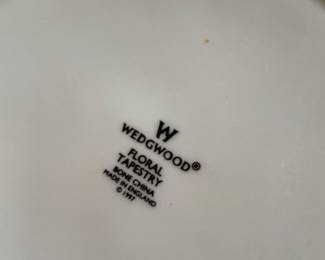 W
WEDGWOOD®
FLORAL
TAPESTRY
BONE CHINA
MADE IN ENGLAND
© 1997